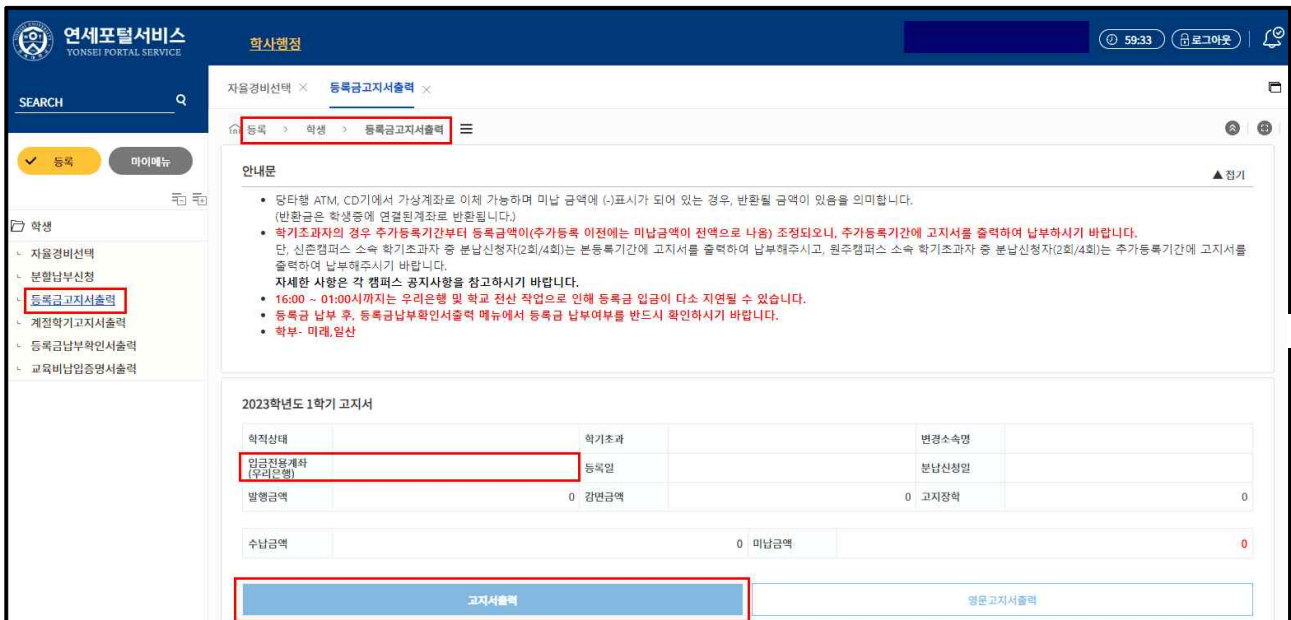 연세포털서비스
YONSEI PORTAL SERVICE
학사행정
59:33
로그아웃
SEARCH
자율경비선택
등록금고지서출력
등록 > 학생 > 등록금고지서출력
등록
마이메뉴
학생
자율경비선택
분할납부신청
등록금고지서출력
계절학기고지서출력
등록금납부확인서출력
교육비납입증명서출력
안내문
▲접기
• 당타행 ATM, CD기에서 가상계좌로 이체 가능하며 미납 금액에 (-)표시가 되어 있는 경우, 반환될 금액이 있음을 의미합니다.
(반환금은 학생증에 연결된계좌로 반환됩니다.)
• 학기초과자의 경우 추가등록기간부터 등록금액이(추가등록 이전에는 미납금액이 전액으로 나옴) 조정되오니, 추가등록기간에 고지서를 출력하여 납부하시기 바랍니다.
단, 신촌캠퍼스 소속 학기초과자 중 분납신청자(2회/4회)는 본등록기간에 고지서를 출력하여 납부해주시고, 원주캠퍼스 소속 학기초과자 중 분납신청자(2회/4회)는 추가등록기간에 고지서를
출력하여 납부해주시기 바랍니다.
자세한 사항은 각 캠퍼스 공지사항을 참고하시기 바랍니다.
• 16:00 ~ 01:00시까지는 우리은행 및 학교 전산 작업으로 인해 등록금 입금이 다소 지연될 수 있습니다.
• 등록금 납부 후, 등록금납부확인서출력 메뉴에서 등록금 납부여부를 반드시 확인하시기 바랍니다.
• 학부- 미래,일산
2023학년도 1학기 고지서
학적상태 학기초과 변경소속명
입금전용계좌
(우리은행)
등록일 분납신청일
발행금액 0 감면금액 0 고지장학 0
수납금액 0 미납금액 0
고지서출력
영문고지서출력